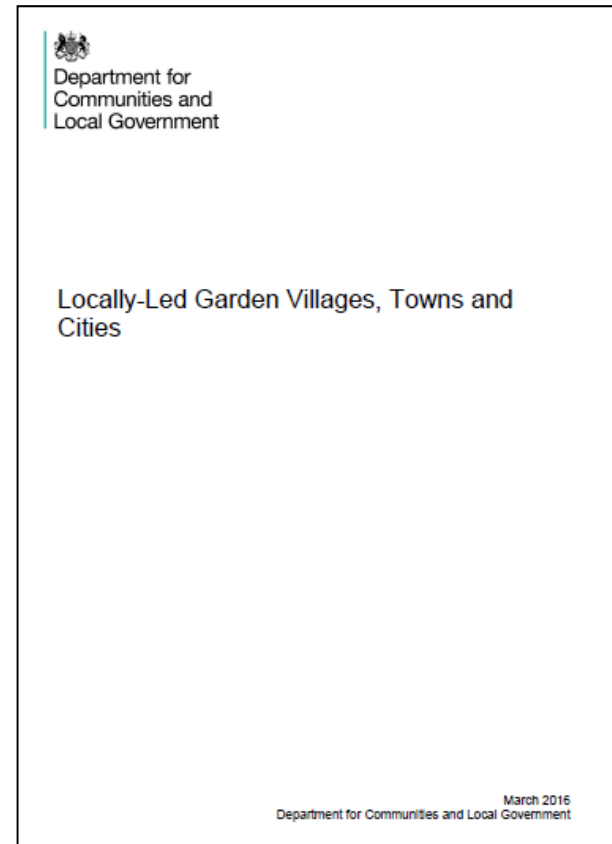 Department for
Communities and
Local Government
Locally-Led Garden Villages, Towns and
Cities
March 2016
Department for Communities and Local Government